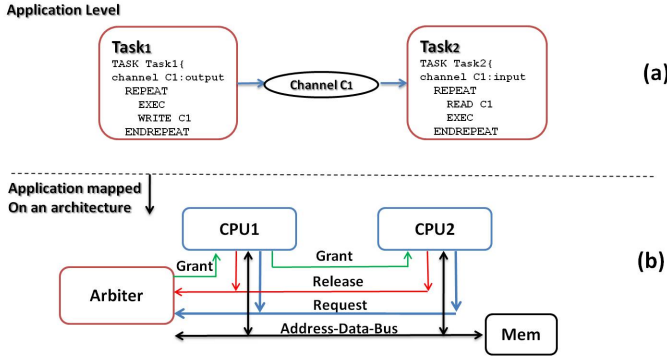 Application Level
Task1
TASK Task1{
channel C1:output
REPEAT
EXEC
WRITE C1
ENDREPEAT
Channel C1
Task2
TASK Task2{
channel C1:input
REPEAT
READ C1
EXEC
ENDREPEAT
(a)
Application mapped
On an architecture
CPU1
CPU2
Grant
Grant
(b)
Arbiter
Release
Request
Address-Data-Bus
Mem